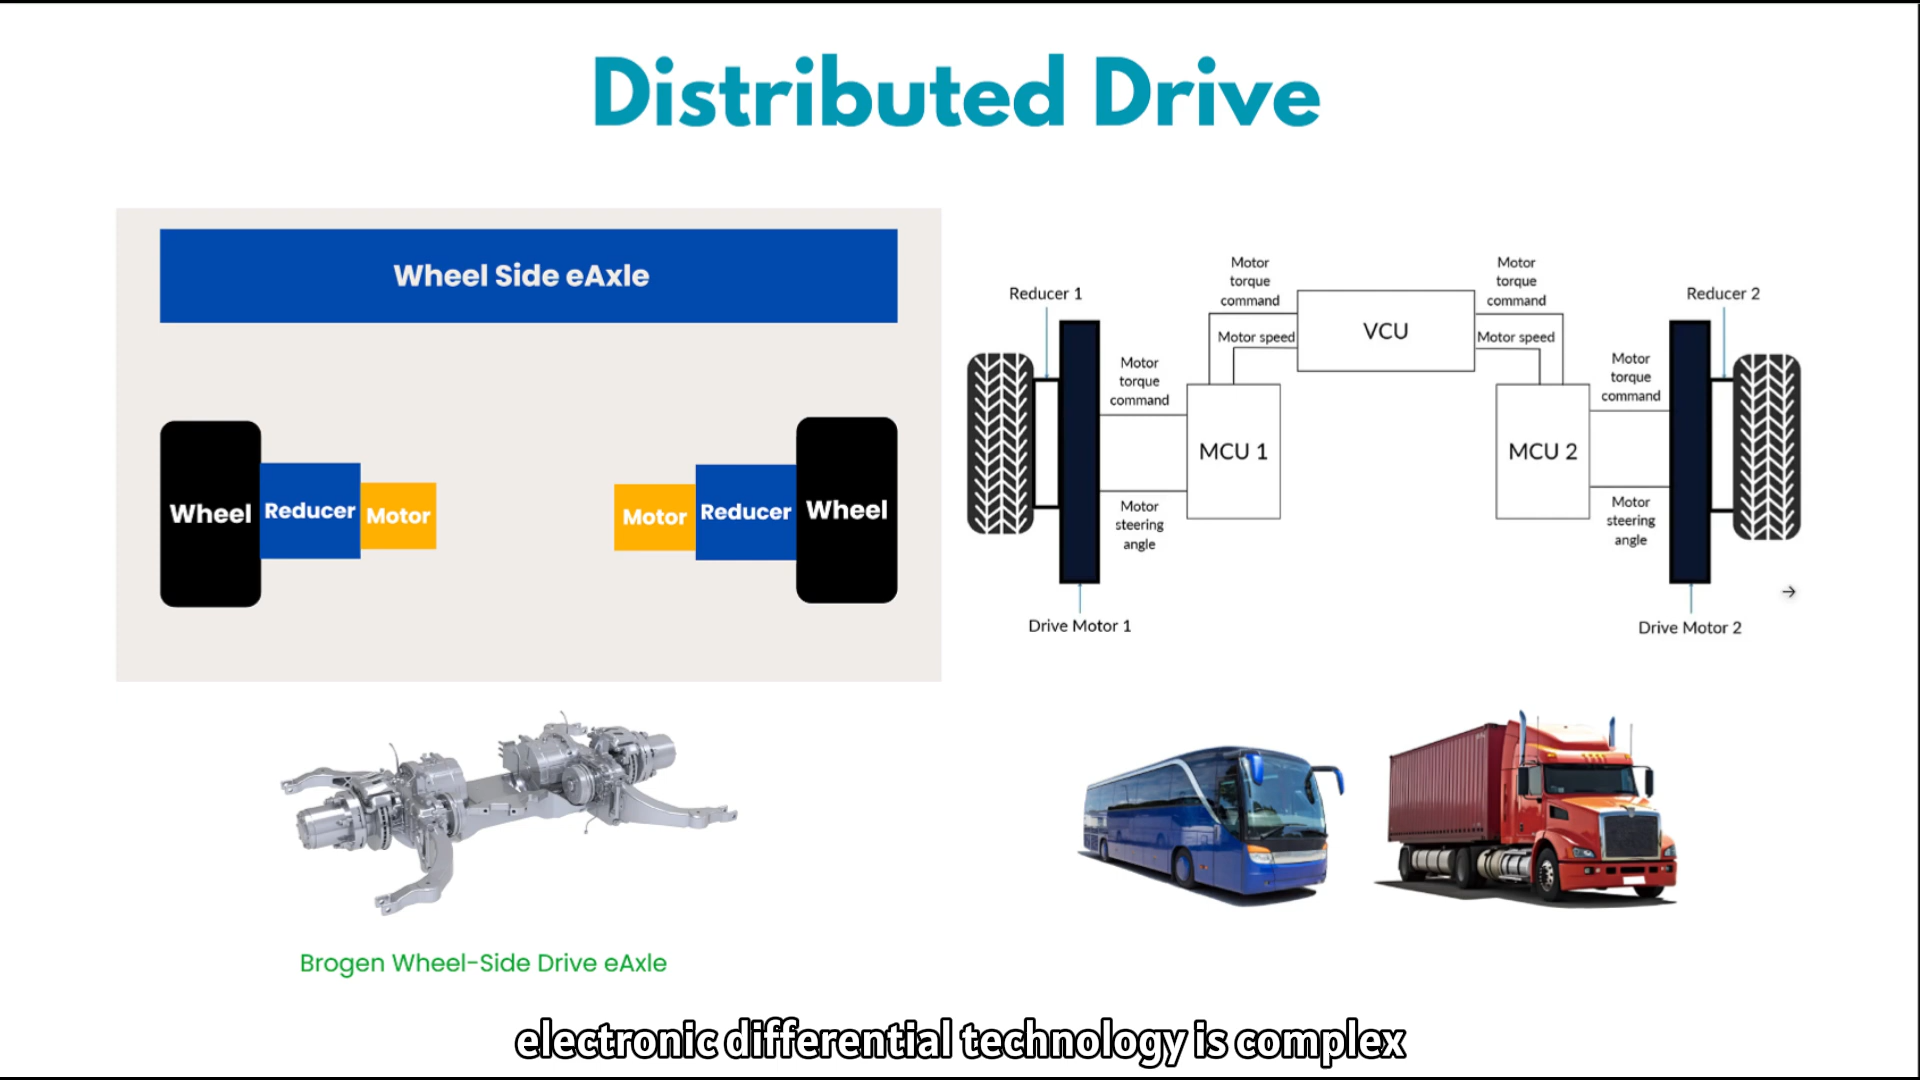 Distributed Drive
Wheel Side eAxle
Wheel
Reducer
Motor
Motor
Reducer
Wheel
Reducer 1
Motor
torque
command
Motor speed
VCU
Motor
torque
command
Motor speed
Reducer 2
Motor
torque
command
MCU 1
Motor
steering
angle
Drive Motor 1
Motor
torque
command
MCU 2
Motor
steering
angle
Drive Motor 2
Brogen Wheel-Side Drive eAxle
electronic differential technology is complex